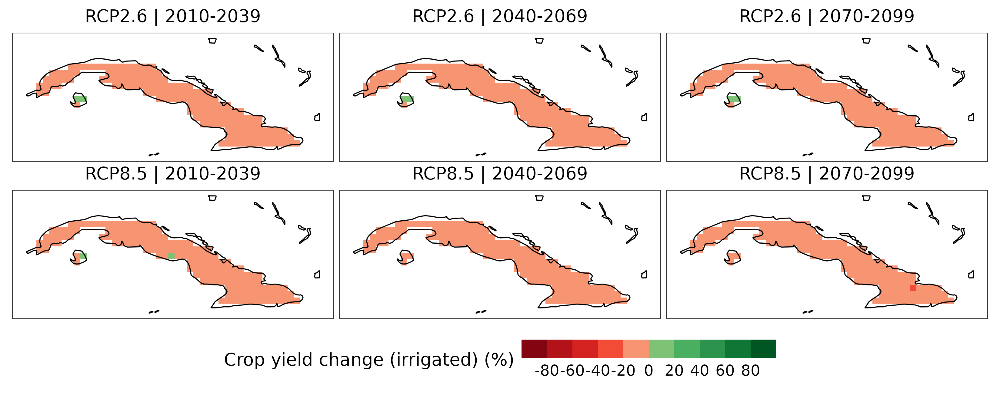 RCP2.6 | 2010-2039
RCP2.6 | 2040-2069
RCP2.6 | 2070-2099
RCP8.5 | 2010-2039
RCP8.5 | 2040-2069
RCP8.5 | 2070-2099
Crop yield change (irrigated) (%)
-80 -60 -40 -20 0 20 40 60 80